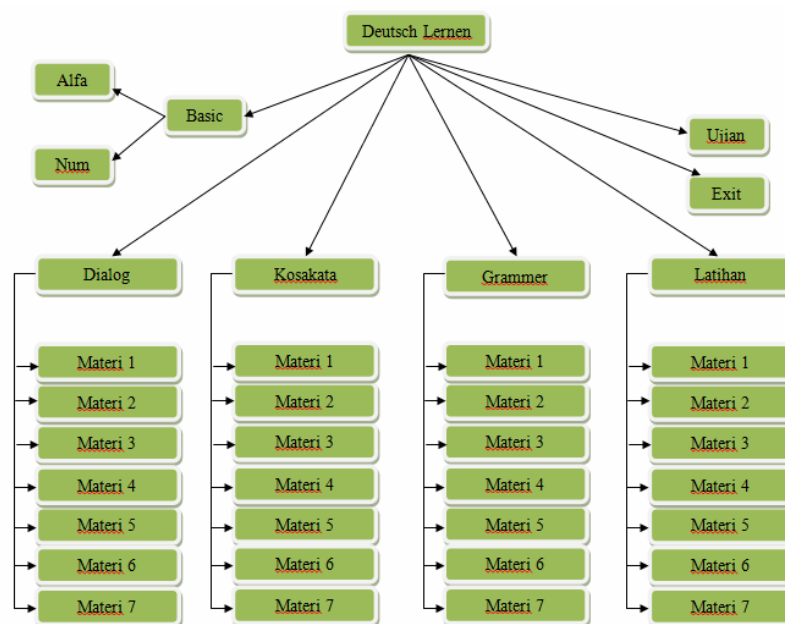 Deutsch Lernen
Alfa
Basic
Num
Ujian
Exit
Dialog
Kosakata
Grammer
Latihan
Materi 1
Materi 2
Materi 3
Materi 4
Materi 5
Materi 6
Materi 7
Materi 1
Materi 2
Materi 3
Materi 4
Materi 5
Materi 6
Materi 7
Materi 1
Materi 2
Materi 3
Materi 4
Materi 5
Materi 6
Materi 7
Materi 1
Materi 2
Materi 3
Materi 4
Materi 5
Materi 6
Materi 7